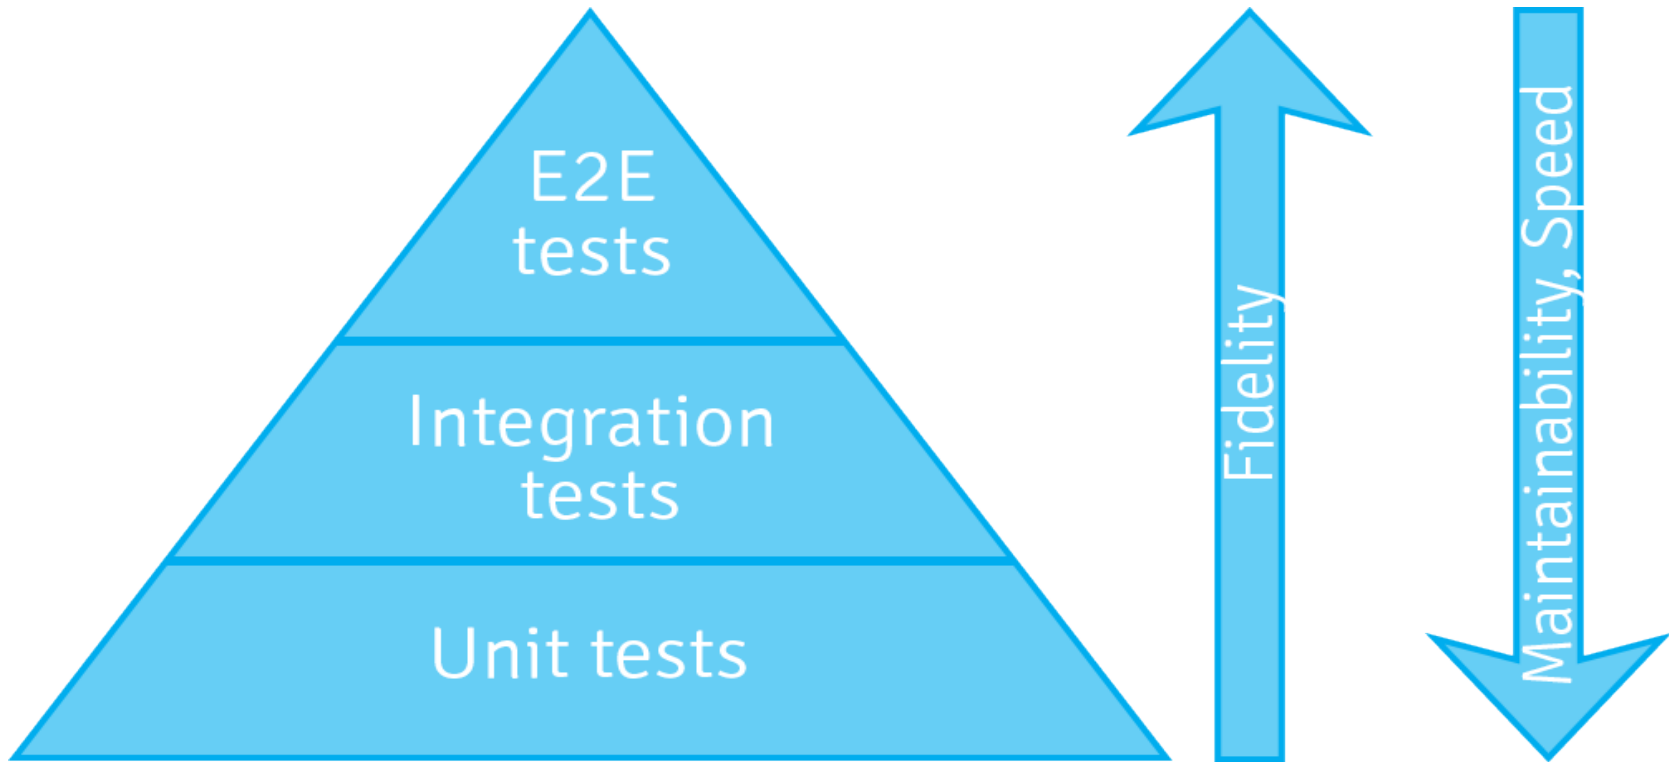 E2E
tests
Integration
tests
Unit tests
Fidelity
Maintainability, Speed